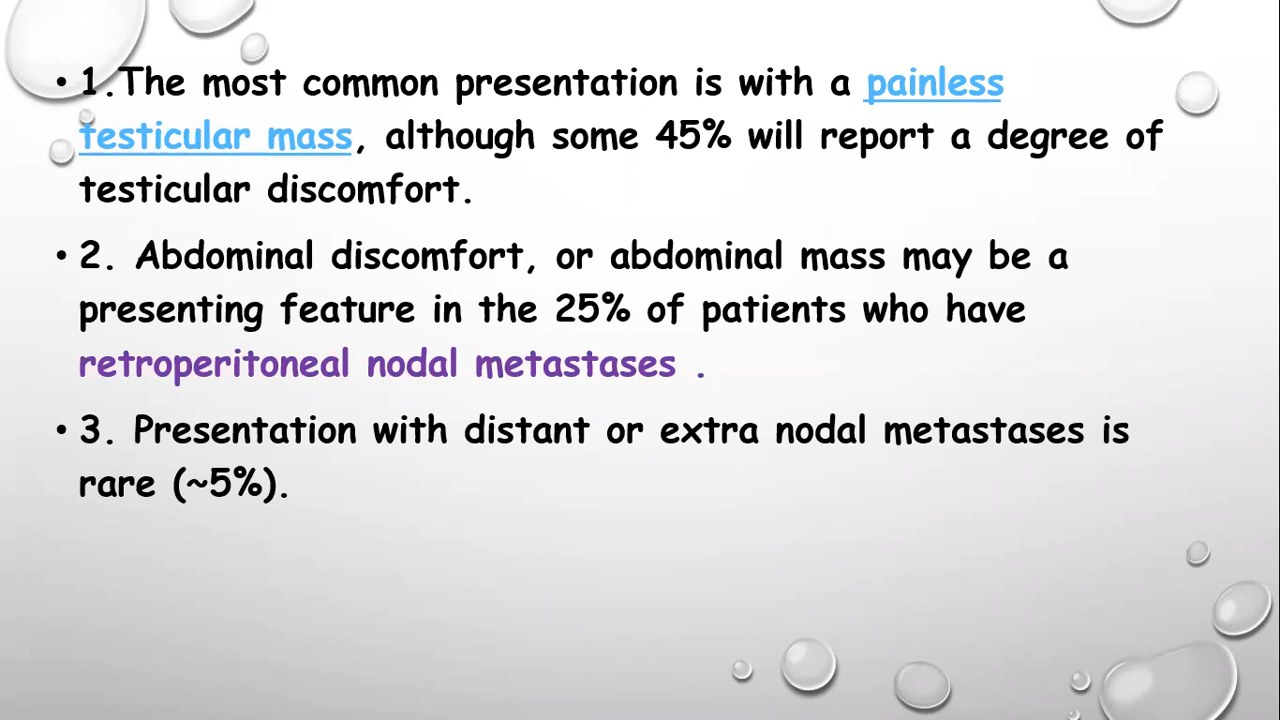 • 1.The most common presentation is with a painless
testicular mass, although some 45% will report a degree of
testicular discomfort.
• 2. Abdominal discomfort, or abdominal mass may be a
presenting feature in the 25% of patients who have
retroperitoneal nodal metastases .
• 3. Presentation with distant or extra nodal metastases is
rare (~5%).